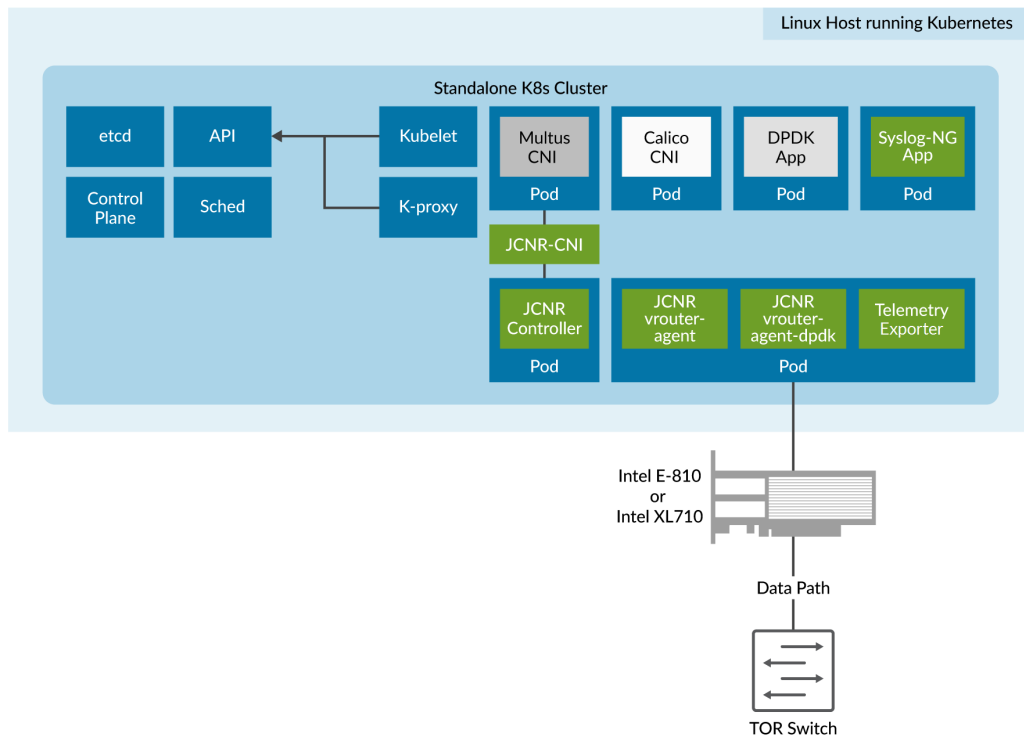 Linux Host running Kubernetes
Standalone K8s Cluster
etcd
API
Kubelet
Multus
CNI
Pod
Calico
CNI
Pod
DPDK
App
Pod
Syslog-NG
App
Pod
Control
Plane
Sched
K-proxy
JCNR-CNI
JCNR
Controller
Pod
JCNR
vrouter-
agent
JCNR
vrouter-
agent-dpdk
Telemetry
Exporter
Pod
Intel E-810
or
Intel XL710
Data Path
TOR Switch